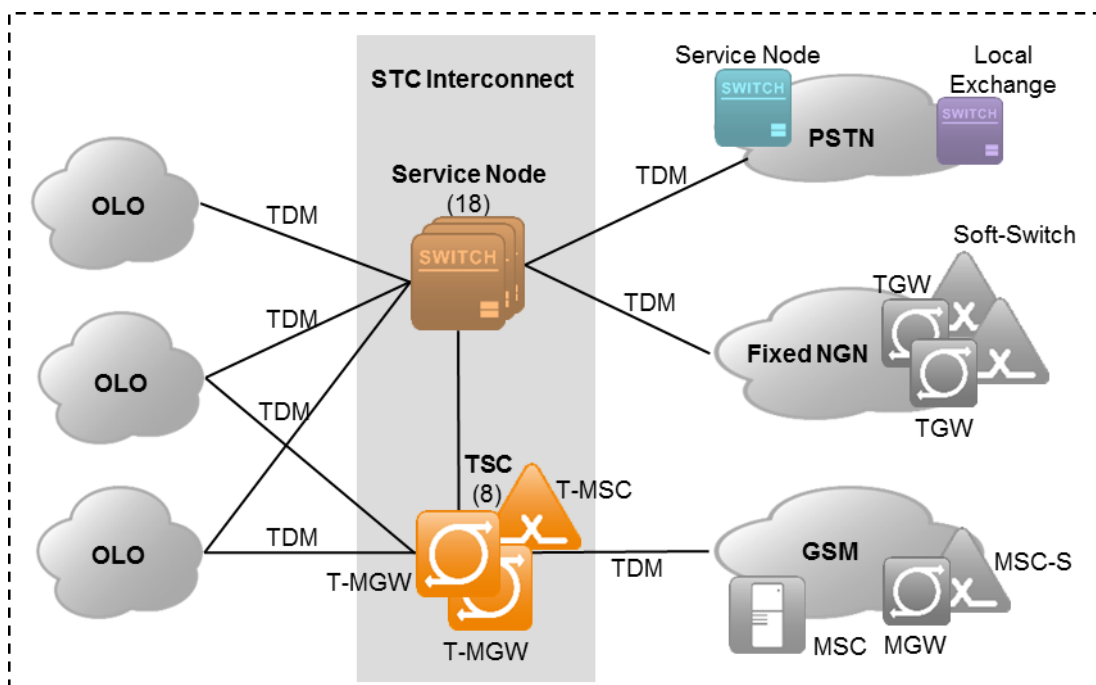 STC Interconnect
Service Node
Local
Exchange
SWITCH
SWITCH
PSTN
TDM
Service Node
(18)
SWITCH
OLO
TDM
Soft-Switch
TGW
TDM
Fixed NGN
TGW
OLO
TDM
TDM
TSC
(8)
T-MSC
OLO
TDM
T-MGW
T-MGW
TDM
GSM
MSC-S
MSC
MGW